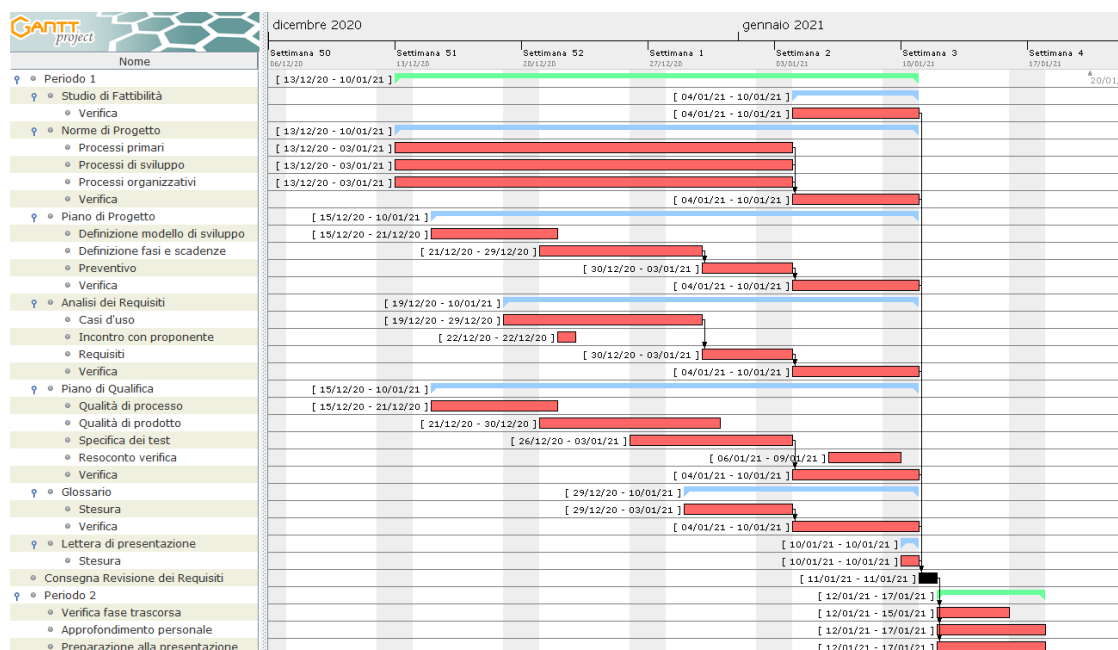 GANTT project
dicembre 2020 gennaio 2021
Nome
Settimana 50 Settimana 51 Settimana 52 Settimana 1 Settimana 2 Settimana 3 Settimana 4
06/12/20 13/12/20 20/12/20 27/12/20 03/01/21 10/01/21 17/01/21
20/01
Periodo 1 [ 13/12/20 - 10/01/21 ]
Studio di Fattibilità [ 04/01/21 - 10/01/21 ]
Verifica [ 04/01/21 - 10/01/21 ]
Norme di Progetto [ 13/12/20 - 10/01/21 ]
Processi primari [ 13/12/20 - 03/01/21 ]
Processi di sviluppo [ 13/12/20 - 03/01/21 ]
Processi organizzativi [ 13/12/20 - 03/01/21 ]
Verifica [ 04/01/21 - 10/01/21 ]
Piano di Progetto [ 15/12/20 - 10/01/21 ]
Definizione modello di sviluppo [ 15/12/20 - 21/12/20 ]
Definizione fasi e scadenze [ 21/12/20 - 29/12/20 ]
Preventivo [ 30/12/20 - 03/01/21 ]
Verifica [ 04/01/21 - 10/01/21 ]
Analisi dei Requisiti [ 19/12/20 - 10/01/21 ]
Casi d'uso [ 19/12/20 - 29/12/20 ]
Incontro con proponente [ 22/12/20 - 22/12/20 ]
Requisiti [ 30/12/20 - 03/01/21 ]
Verifica [ 04/01/21 - 10/01/21 ]
Piano di Qualifica [ 15/12/20 - 10/01/21 ]
Qualità di processo [ 15/12/20 - 21/12/20 ]
Qualità di prodotto [ 21/12/20 - 30/12/20 ]
Specifica dei test [ 26/12/20 - 03/01/21 ]
Resoconto verifica [ 06/01/21 - 09/01/21 ]
Verifica [ 04/01/21 - 10/01/21 ]
Glossario [ 29/12/20 - 10/01/21 ]
Stesura [ 29/12/20 - 03/01/21 ]
Verifica [ 04/01/21 - 10/01/21 ]
Lettera di presentazione [ 10/01/21 - 10/01/21 ]
Stesura [ 10/01/21 - 10/01/21 ]
Consegna Revisione dei Requisiti [ 11/01/21 - 11/01/21 ]
Periodo 2 [ 12/01/21 - 17/01/21 ]
Verifica fase trascorsa [ 12/01/21 - 15/01/21 ]
Approfondimento personale [ 12/01/21 - 17/01/21 ]
Preparazione alla presentazione [ 12/01/21 - 17/01/21 ]